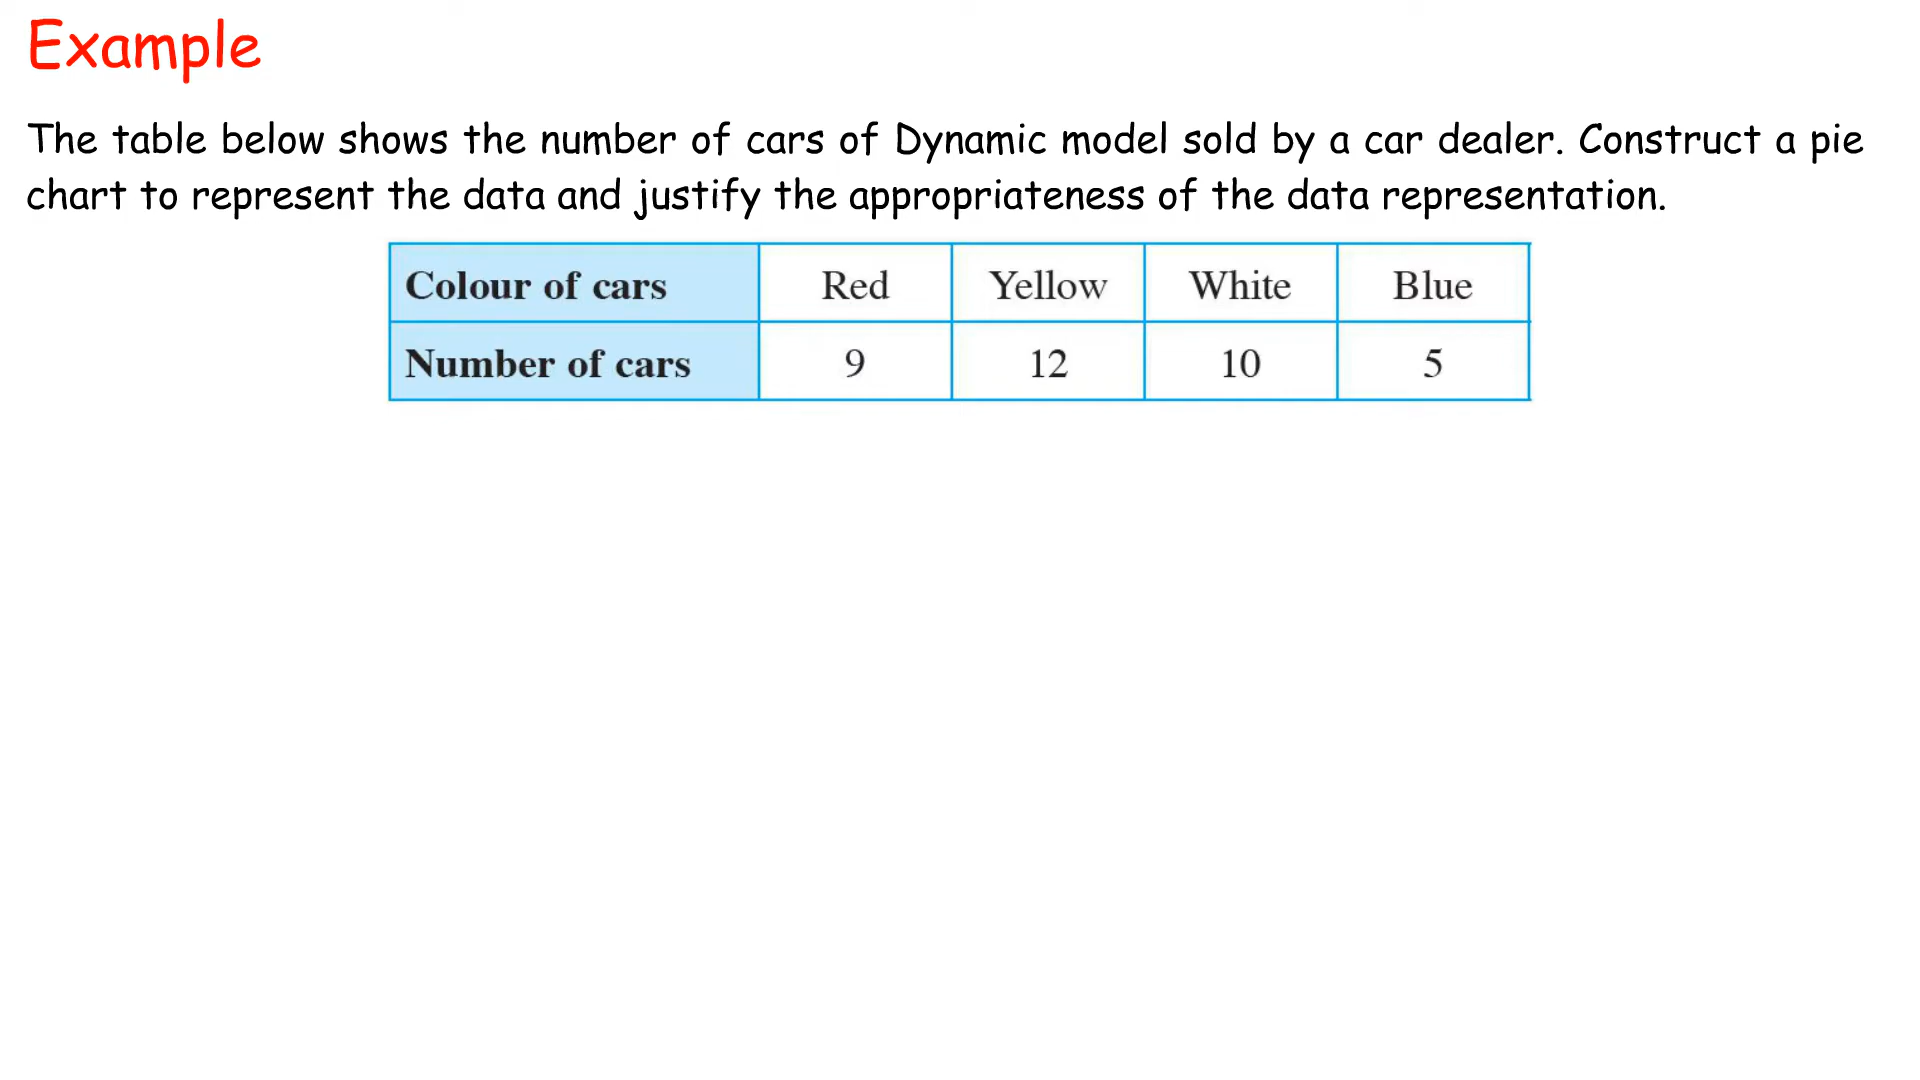 Example
The table below shows the number of cars of Dynamic model sold by a car dealer. Construct a pie
chart to represent the data and justify the appropriateness of the data representation.
Colour of cars Red Yellow White Blue
Number of cars 9 12 10 5